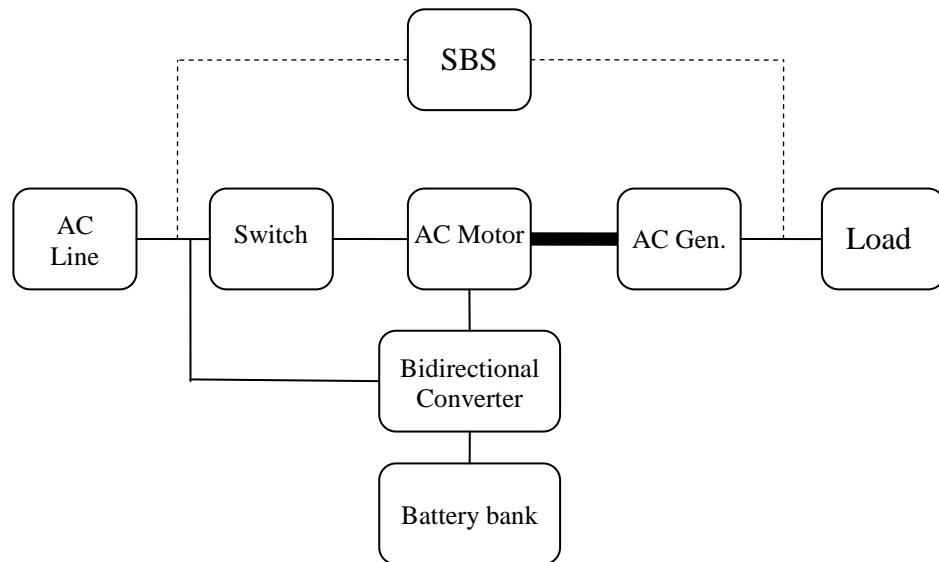 SBS
AC
Line
Switch
AC Motor
AC Gen.
Load
Bidirectional
Converter
Battery bank